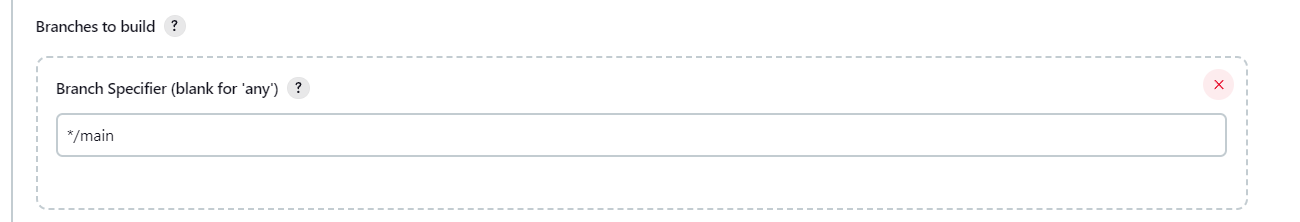 Branches to build ?
Branch Specifier (blank for 'any') ?
*/main